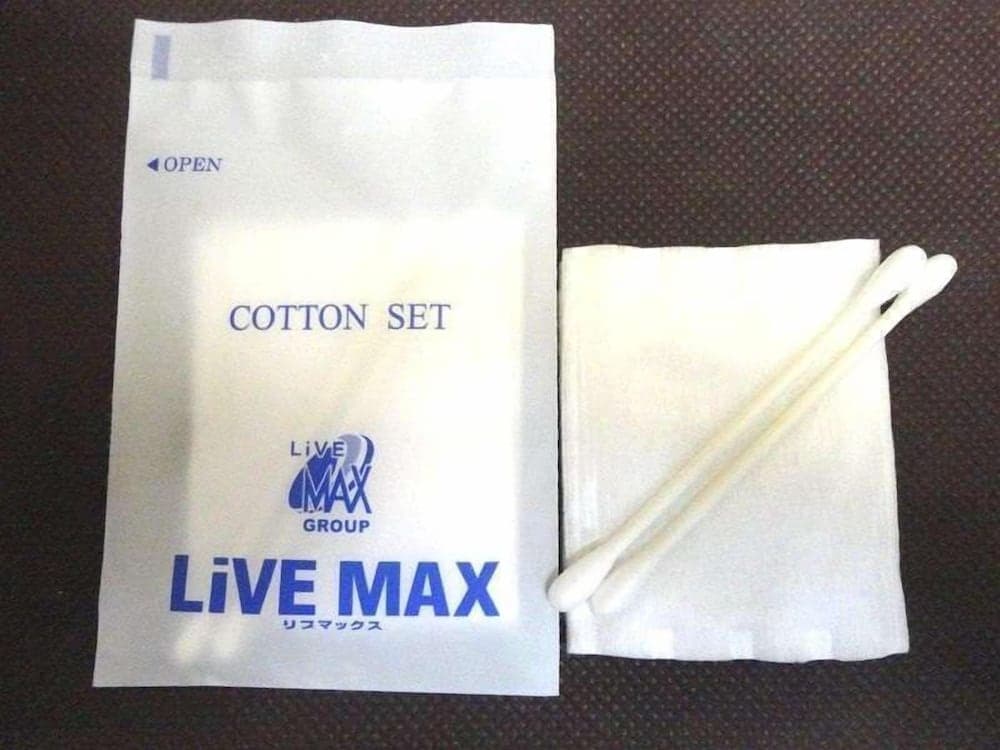 ◀OPEN
COTTON SET
LiVE
MAX
GROUP
LiVE MAX
リブマックス